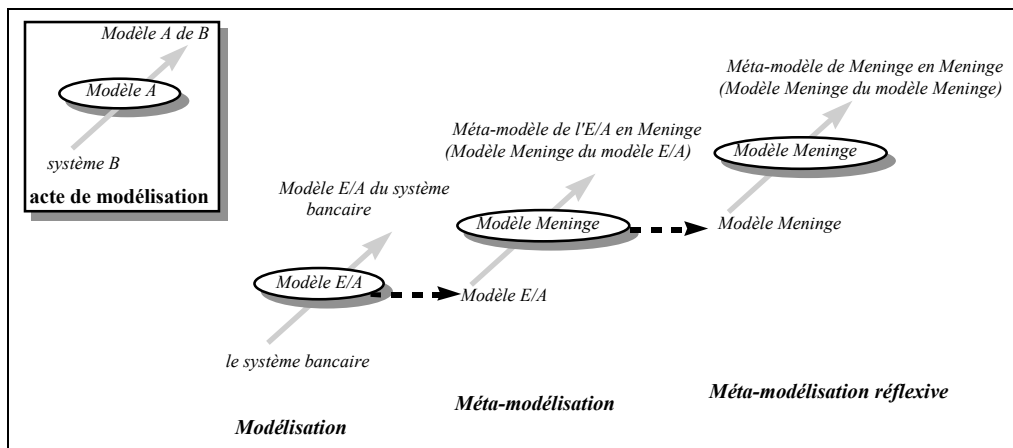 Modèle A de B
Modèle A
système B
acte de modélisation
Modèle E/A du système
bancaire
Modèle E/A
le système bancaire
Modélisation
Méta-modèle de l'E/A en Meninge
(Modèle Meninge du modèle E/A)
Modèle Meninge
Modèle E/A
Méta-modélisation
Méta-modèle de Meninge en Meninge
(Modèle Meninge du modèle Meninge)
Modèle Meninge
Modèle Meninge
Méta-modélisation réflexive